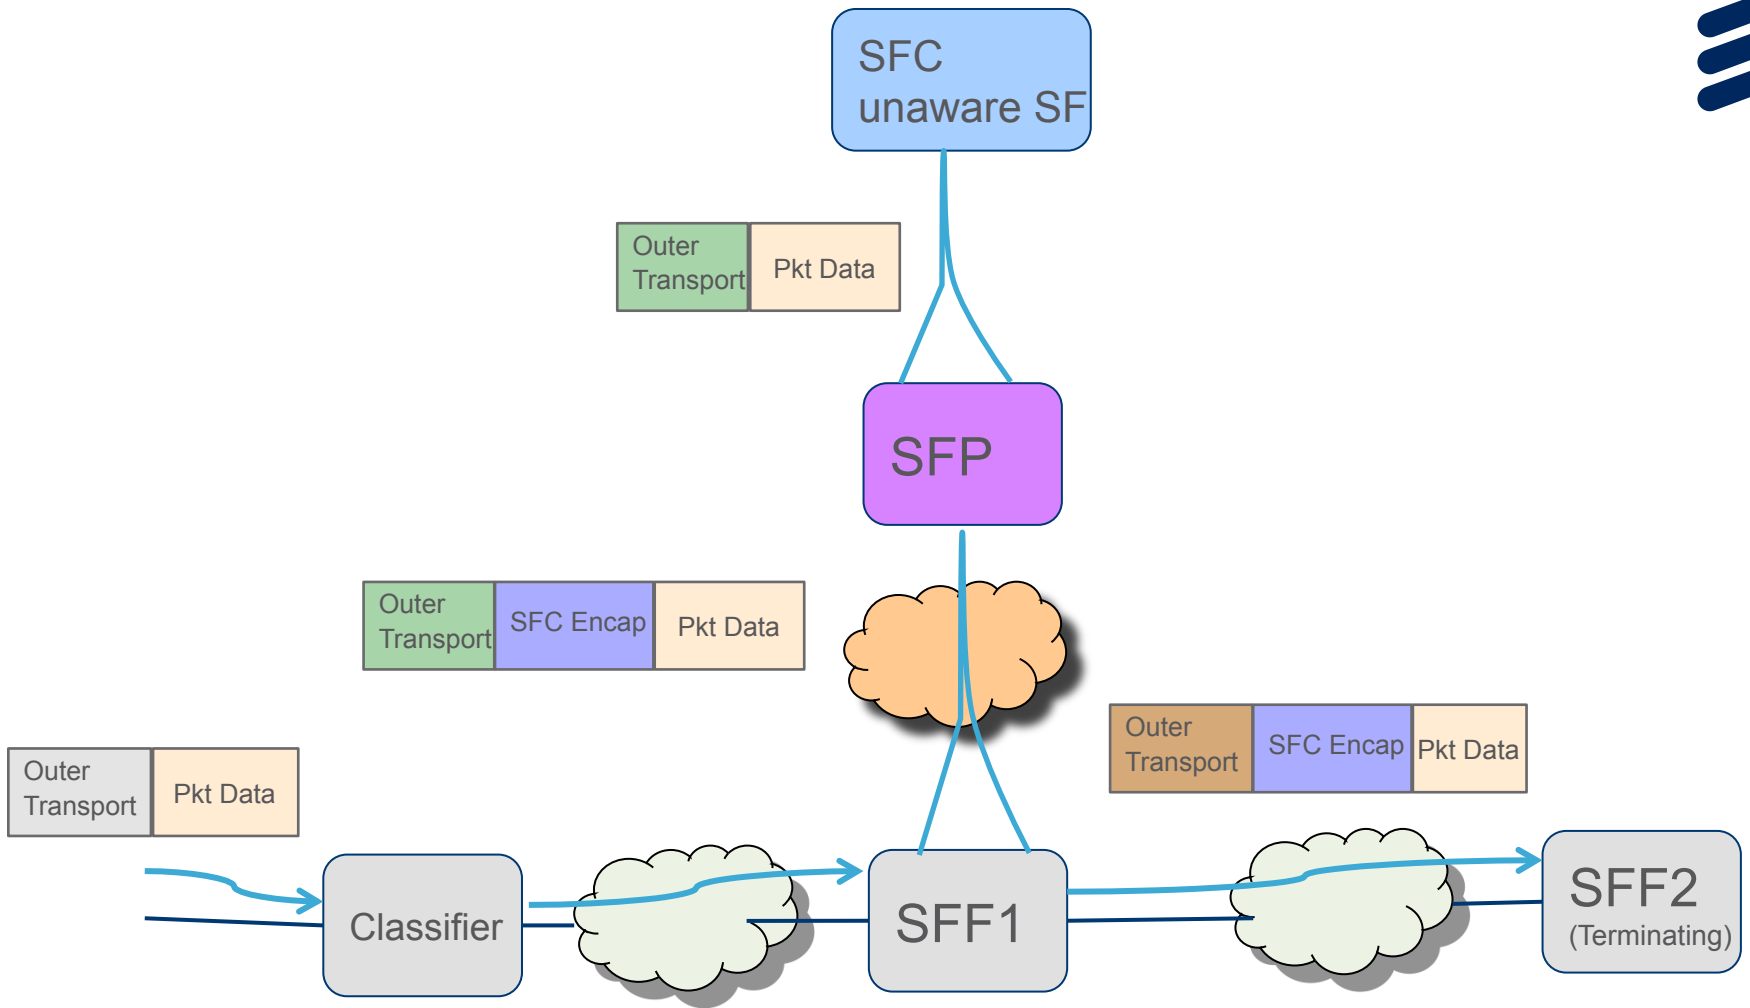 SFC
unaware SF
Outer
Transport
Pkt Data
SFP
Outer
Transport
SFC Encap
Pkt Data
Outer
Transport
SFC Encap
Pkt Data
Outer
Transport
Pkt Data
Classifier
SFF1
SFF2
(Terminating)